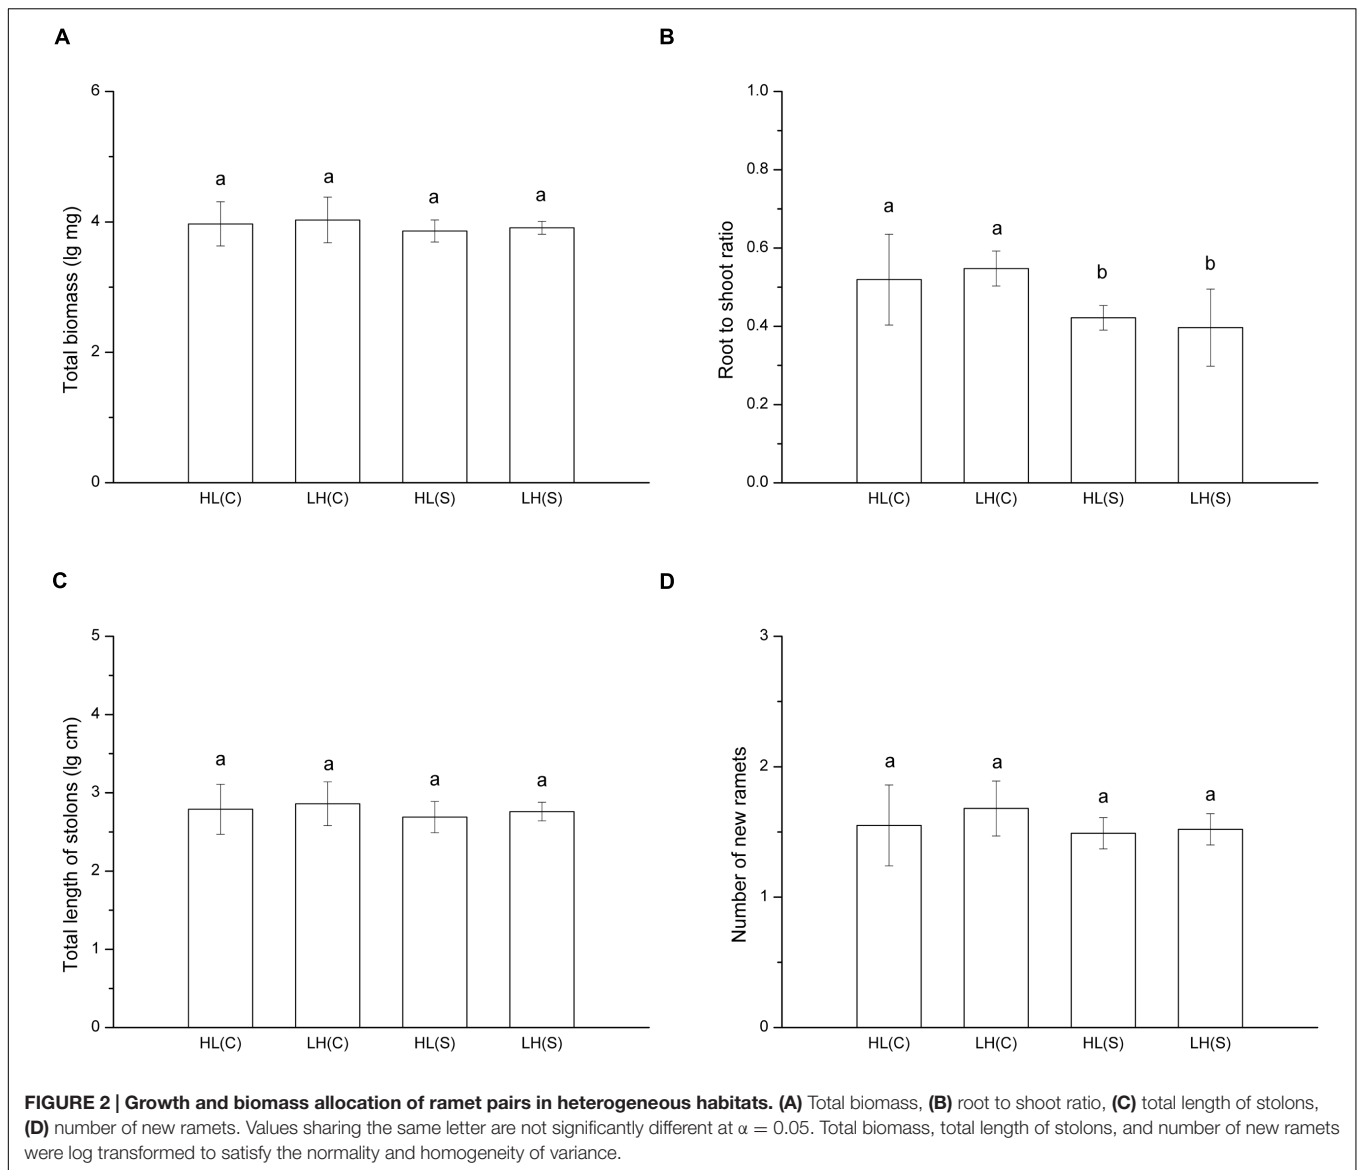 A
B
6
4
2
0
Total biomass (lg mg)
a
a
a
a
HL(C)
LH(C)
HL(S)
LH(S)
1.0
0.8
0.6
0.4
0.2
0.0
Root to shoot ratio
a
a
b
b
HL(C)
LH(C)
HL(S)
LH(S)
C
D
5
4
3
2
1
0
Total length of stolons (lg cm)
a
a
a
a
HL(C)
LH(C)
HL(S)
LH(S)
3
2
1
0
Number of new ramets
a
a
a
a
HL(C)
LH(C)
HL(S)
LH(S)
FIGURE 2 | Growth and biomass allocation of ramet pairs in heterogeneous habitats. (A) Total biomass, (B) root to shoot ratio, (C) total length of stolons,
(D) number of new ramets. Values sharing the same letter are not significantly different at α = 0.05. Total biomass, total length of stolons, and number of new ramets
were log transformed to satisfy the normality and homogeneity of variance.